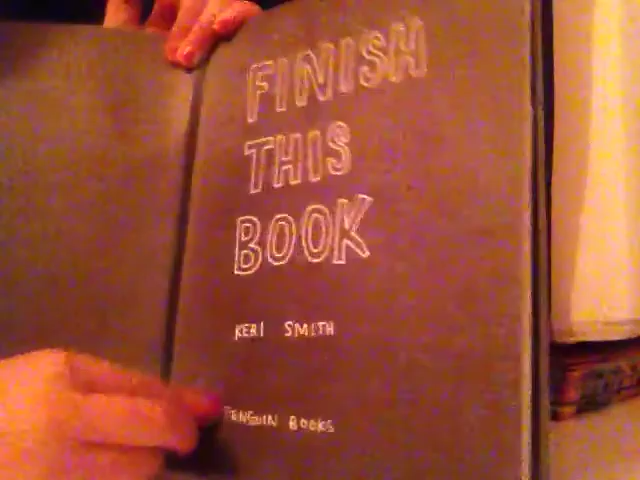 FINISH
THIS
BOOK
KERI SMITH
PENGUIN BOOKS